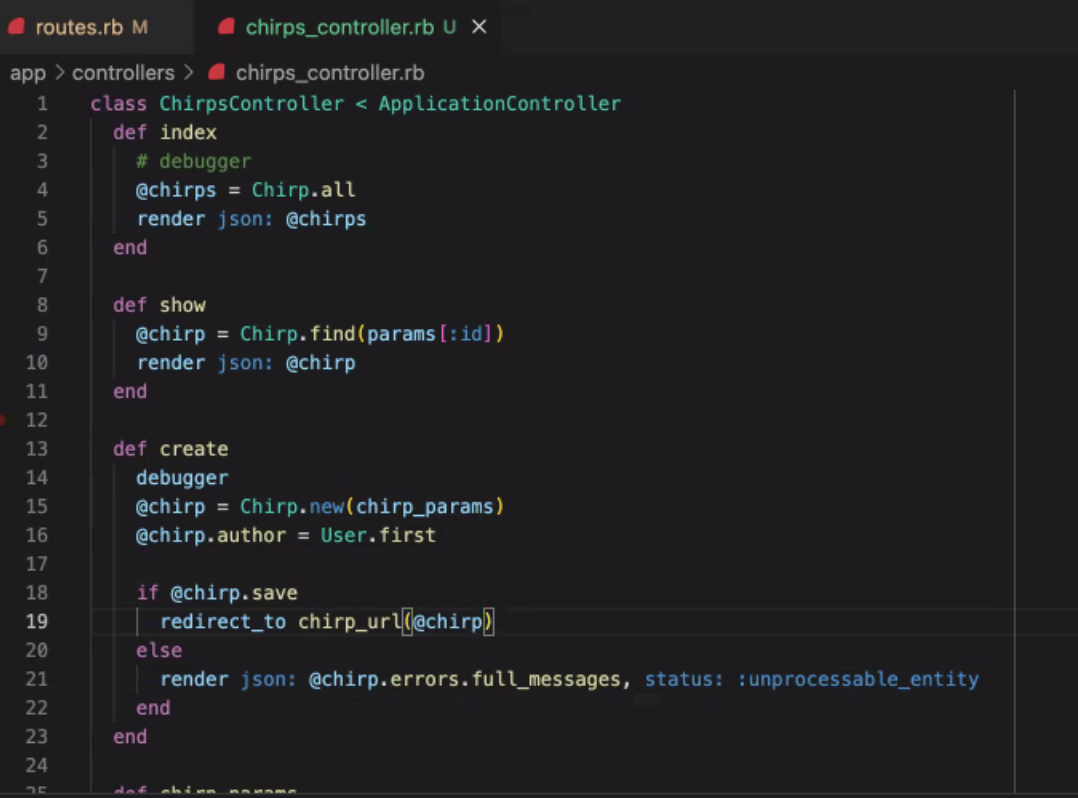 routes.rb M
chirps_controller.rb U
app > controllers > chirps_controller.rb
1 class ChirpsController < ApplicationController
2 def index
3 # debugger
4 @chirps = Chirp.all
5 render json: @chirps
6 end
7
8 def show
9 @chirp = Chirp.find(params[:id])
10 render json: @chirp
11 end
12
13 def create
14 debugger
15 @chirp = Chirp.new(chirp_params)
16 @chirp.author = User.first
17
18 if @chirp.save
19 redirect_to chirp_url(@chirp)
20 else
21 render json: @chirp.errors.full_messages, status: :unprocessable_entity
22 end
23 end
24
25 def chirp_params